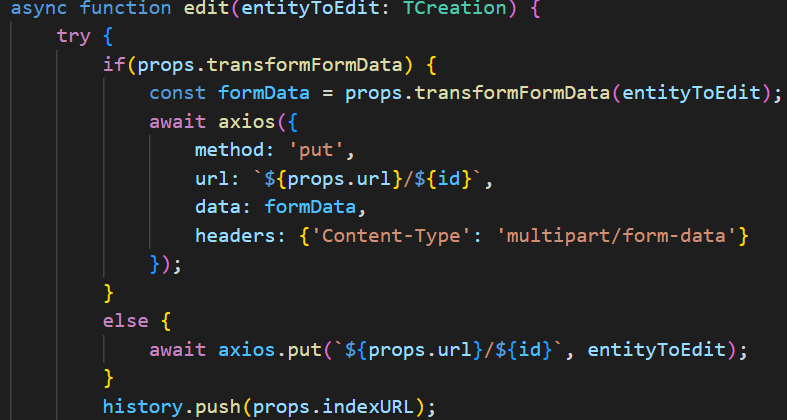 async function edit(entityToEdit: TCreation) {
try {
if(props.transformFormData) {
const formData = props.transformFormData(entityToEdit);
await axios({
method: 'put',
url: `${props.url}/${id}`,
data: formData,
headers: {'Content-Type': 'multipart/form-data'}
});
}
else {
await axios.put(`${props.url}/${id}`, entityToEdit);
}
history.push(props.indexURL);